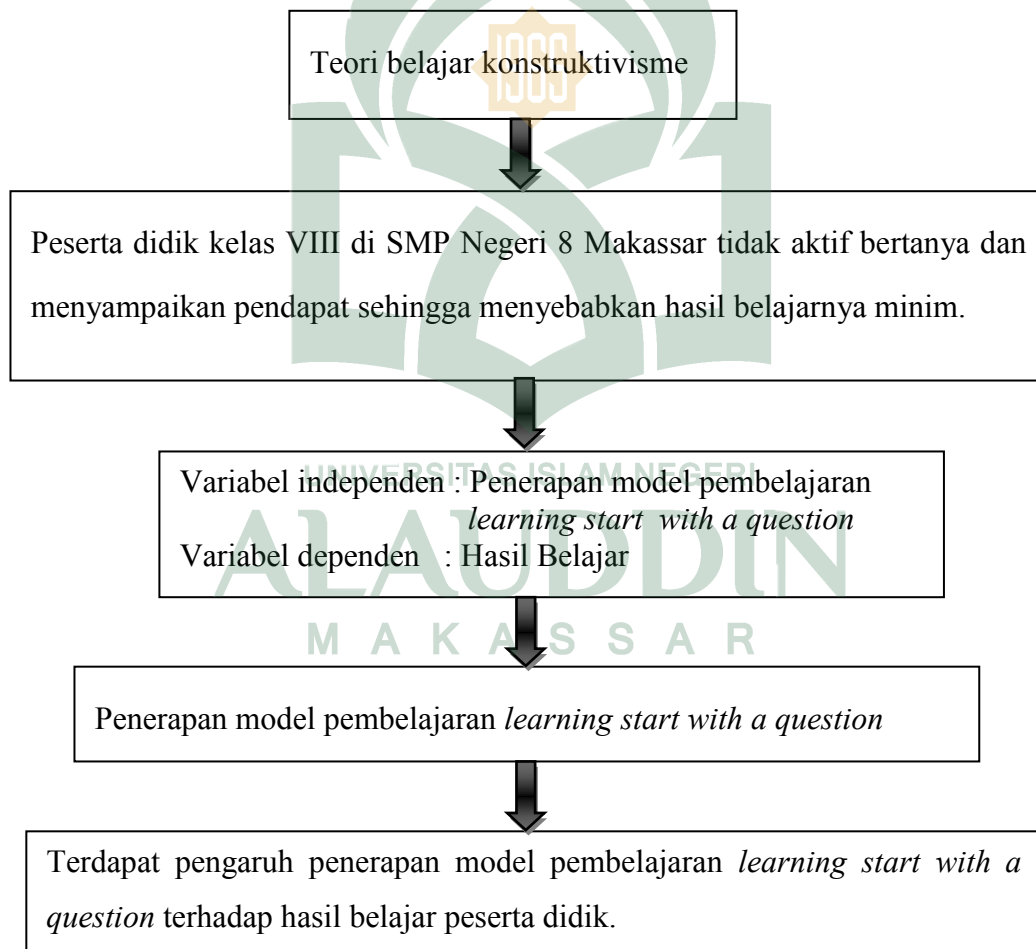 1965
Teori belajar konstruktivisme
Peserta didik kelas VIII di SMP Negeri 8 Makassar tidak aktif bertanya dan
menyampaikan pendapat sehingga menyebabkan hasil belajarnya minim.
UNIVERSITAS ISLAM NEGERI
Variabel independen : Penerapan model pembelajaran
learning start with a question
Variabel dependen : Hasil Belajar
ALAUDDIN
MAKASSAR
Penerapan model pembelajaran learning start with a question
Terdapat pengaruh penerapan model pembelajaran learning start with a
question terhadap hasil belajar peserta didik.